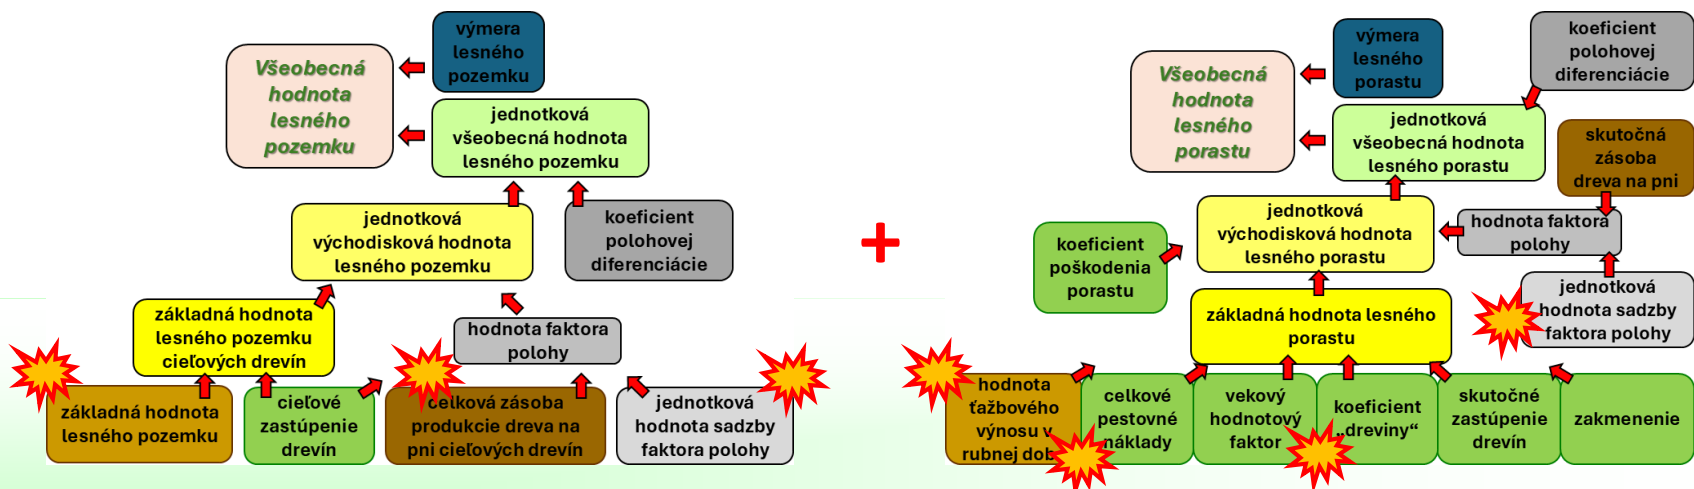 výmera
lesného
pozemku
Všeobecná
hodnota
lesného
pozemku
jednotková
všeobecná hodnota
lesného pozemku
jednotková
východisková hodnota
lesného pozemku
koeficient
polohovej
diferenciácie
základná hodnota
lesného pozemku
cieľových drevín
hodnota faktora
polohy
základná hodnota
lesného pozemku
cieľové
zastúpenie
drevín
celková zásoba
produkcie dreva na
pni cieľových drevín
jednotková
hodnota sadzby
faktora polohy
+
výmera
lesného
porastu
koeficient
polohovej
diferenciácie
Všeobecná
hodnota
lesného
porastu
jednotková
všeobecná hodnota
lesného porastu
skutočná
zásoba
dreva na pni
jednotková
východisková hodnota
lesného porastu
hodnota faktora
polohy
koeficient
poškodenia
porastu
jednotková
hodnota sadzby
faktora polohy
základná hodnota lesného
porastu
hodnota
ťažbového
výnosu v
rubnej dobe
celkové
pestovné
náklady
vekový
hodnotový
faktor
koeficient
„dreviny“
skutočné
zastúpenie
drevín
zakmenenie